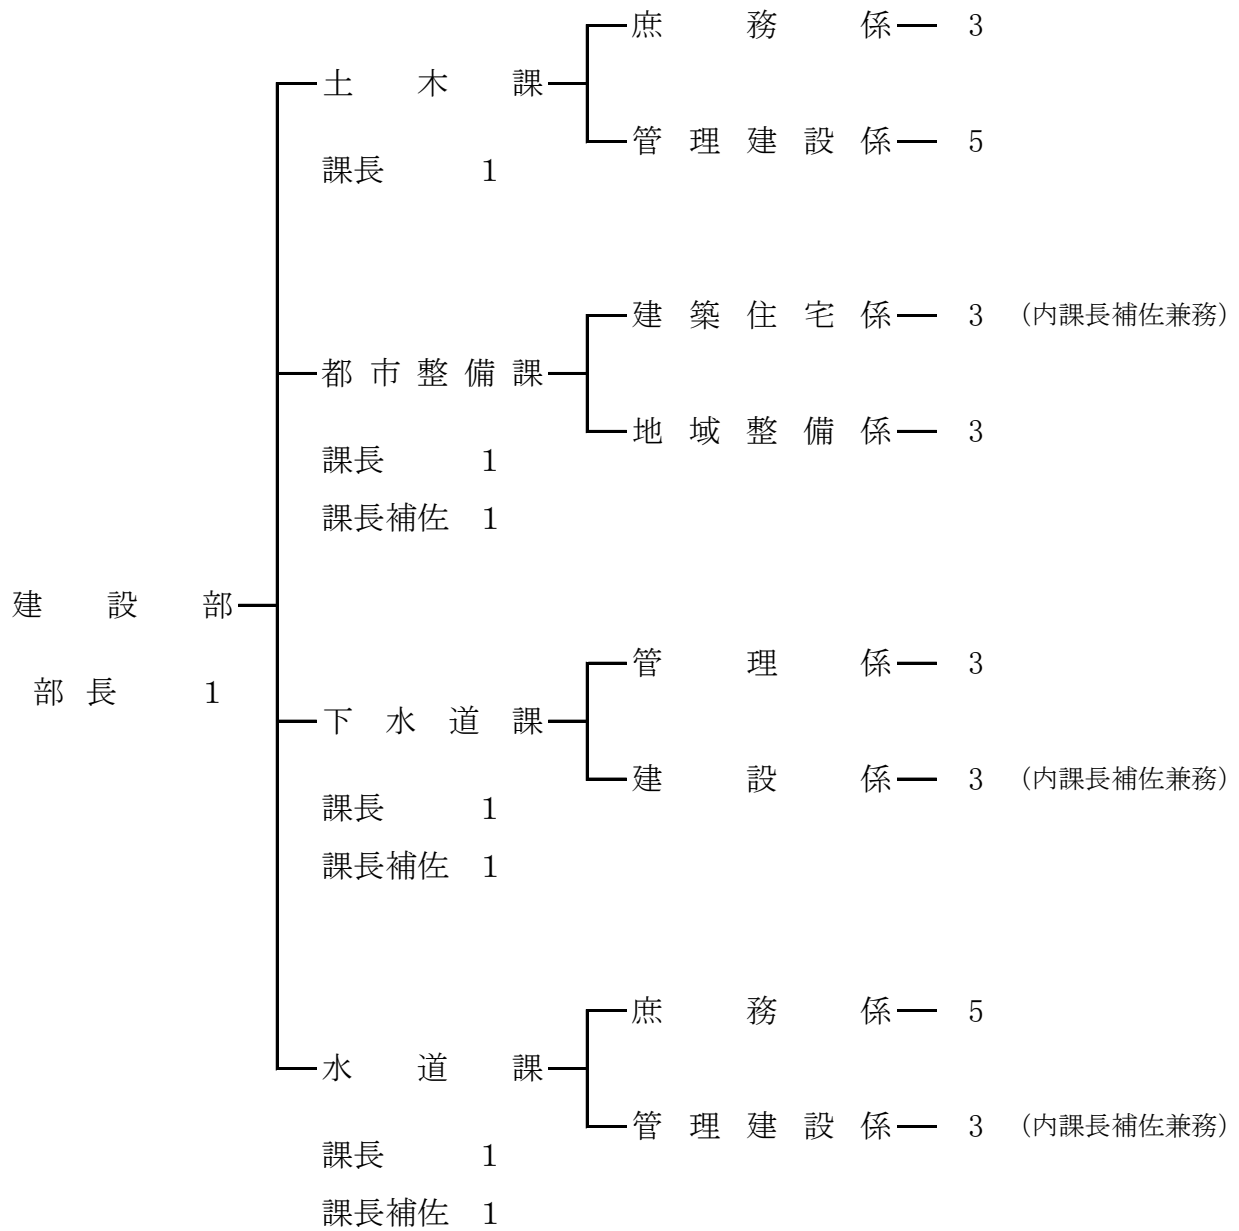 庶務係 3
土木課
管理建設係 5
課長 1
建築住宅係 3 (内課長補佐兼務)
都市整備課
地域整備係 3
課長 1
課長補佐 1
建設部
部長 1
管理係 3
下水道課
建設係 3 (内課長補佐兼務)
課長 1
課長補佐 1
庶務係 5
水道課
管理建設係 3 (内課長補佐兼務)
課長 1
課長補佐 1